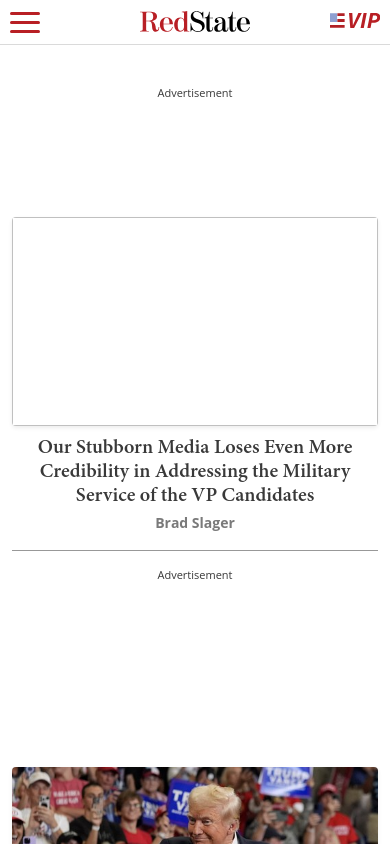 RedState
VIP
Advertisement
Our Stubborn Media Loses Even More
Credibility in Addressing the Military
Service of the VP Candidates
Brad Slager
Advertisement
TRUMP